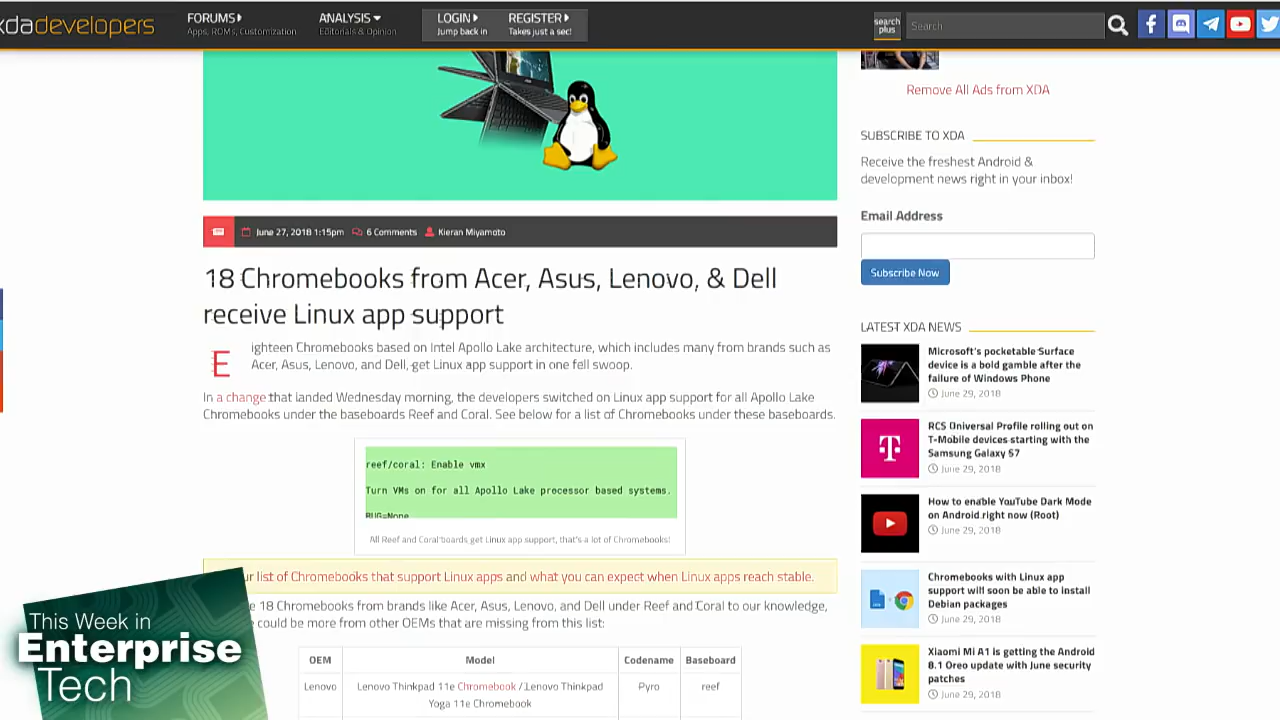 xdadevelopers
FORUMS
Apps, ROMs, Customization
ANALYSIS
Editorials & Opinion
LOGIN
Jump back in
REGISTER
Takes just a sec!
search
plus
Search
Remove All Ads from XDA
SUBSCRIBE TO XDA
Receive the freshest Android &
development news right in your inbox!
Email Address
Subscribe Now
June 27, 2018 1:15pm 6 Comments Kieran Miyamoto
18 Chromebooks from Acer, Asus, Lenovo, & Dell
receive Linux app support
Eighteen Chromebooks based on Intel Apollo Lake architecture, which includes many from brands such as
Acer, Asus, Lenovo, and Dell, get Linux app support in one fell swoop.
In a change that landed Wednesday morning, the developers switched on Linux app support for all Apollo Lake
Chromebooks under the baseboards Reef and Coral. See below for a list of Chromebooks under these baseboards.
reef/coral: Enable vmx
Turn VMs on for all Apollo Lake processor based systems.
BUG=None
All Reef and Coral boards get Linux app support, that's a lot of Chromebooks!
list of Chromebooks that support Linux apps and what you can expect when Linux apps reach stable.
18 Chromebooks from brands like Acer, Asus, Lenovo, and Dell under Reef and Coral to our knowledge,
could be more from other OEMs that are missing from this list:
OEM Model Codename Baseboard
Lenovo Lenovo Thinkpad 11e Chromebook / Lenovo Thinkpad
Yoga 11e Chromebook Pyro reef
LATEST XDA NEWS
Microsoft's pocketable Surface
device is a bold gamble after the
failure of Windows Phone
June 29, 2018
RCS Universal Profile rolling out on
T-Mobile devices starting with the
Samsung Galaxy S7
June 29, 2018
How to enable YouTube Dark Mode
on Android right now (Root)
June 29, 2018
Chromebooks with Linux app
support will soon be able to install
Debian packages
June 29, 2018
Xiaomi Mi A1 is getting the Android
8.1 Oreo update with June security
patches
June 29, 2018
This Week in
Enterprise
Tech